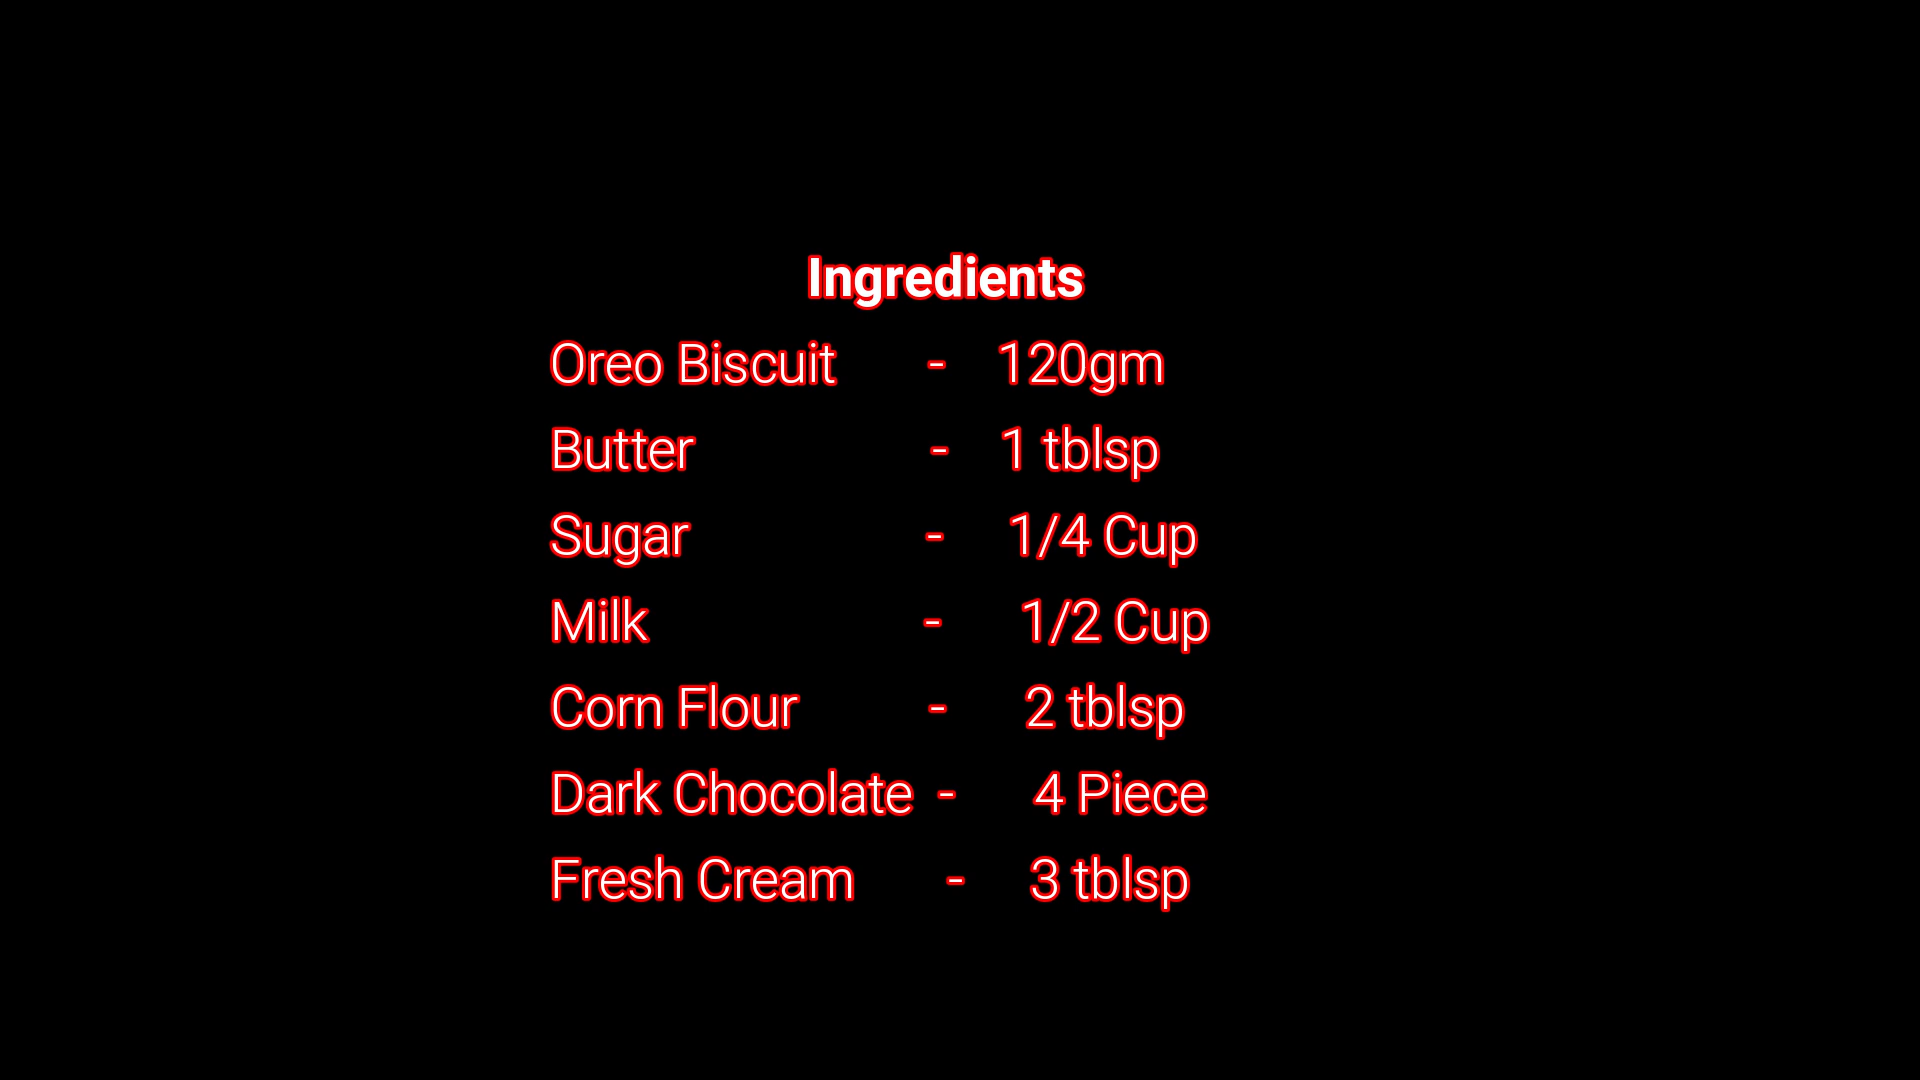 Ingredients
Oreo Biscuit - 120gm
Butter - 1 tblsp
Sugar - 1/4 Cup
Milk - 1/2 Cup
Corn Flour - 2 tblsp
Dark Chocolate - 4 Piece
Fresh Cream - 3 tblsp